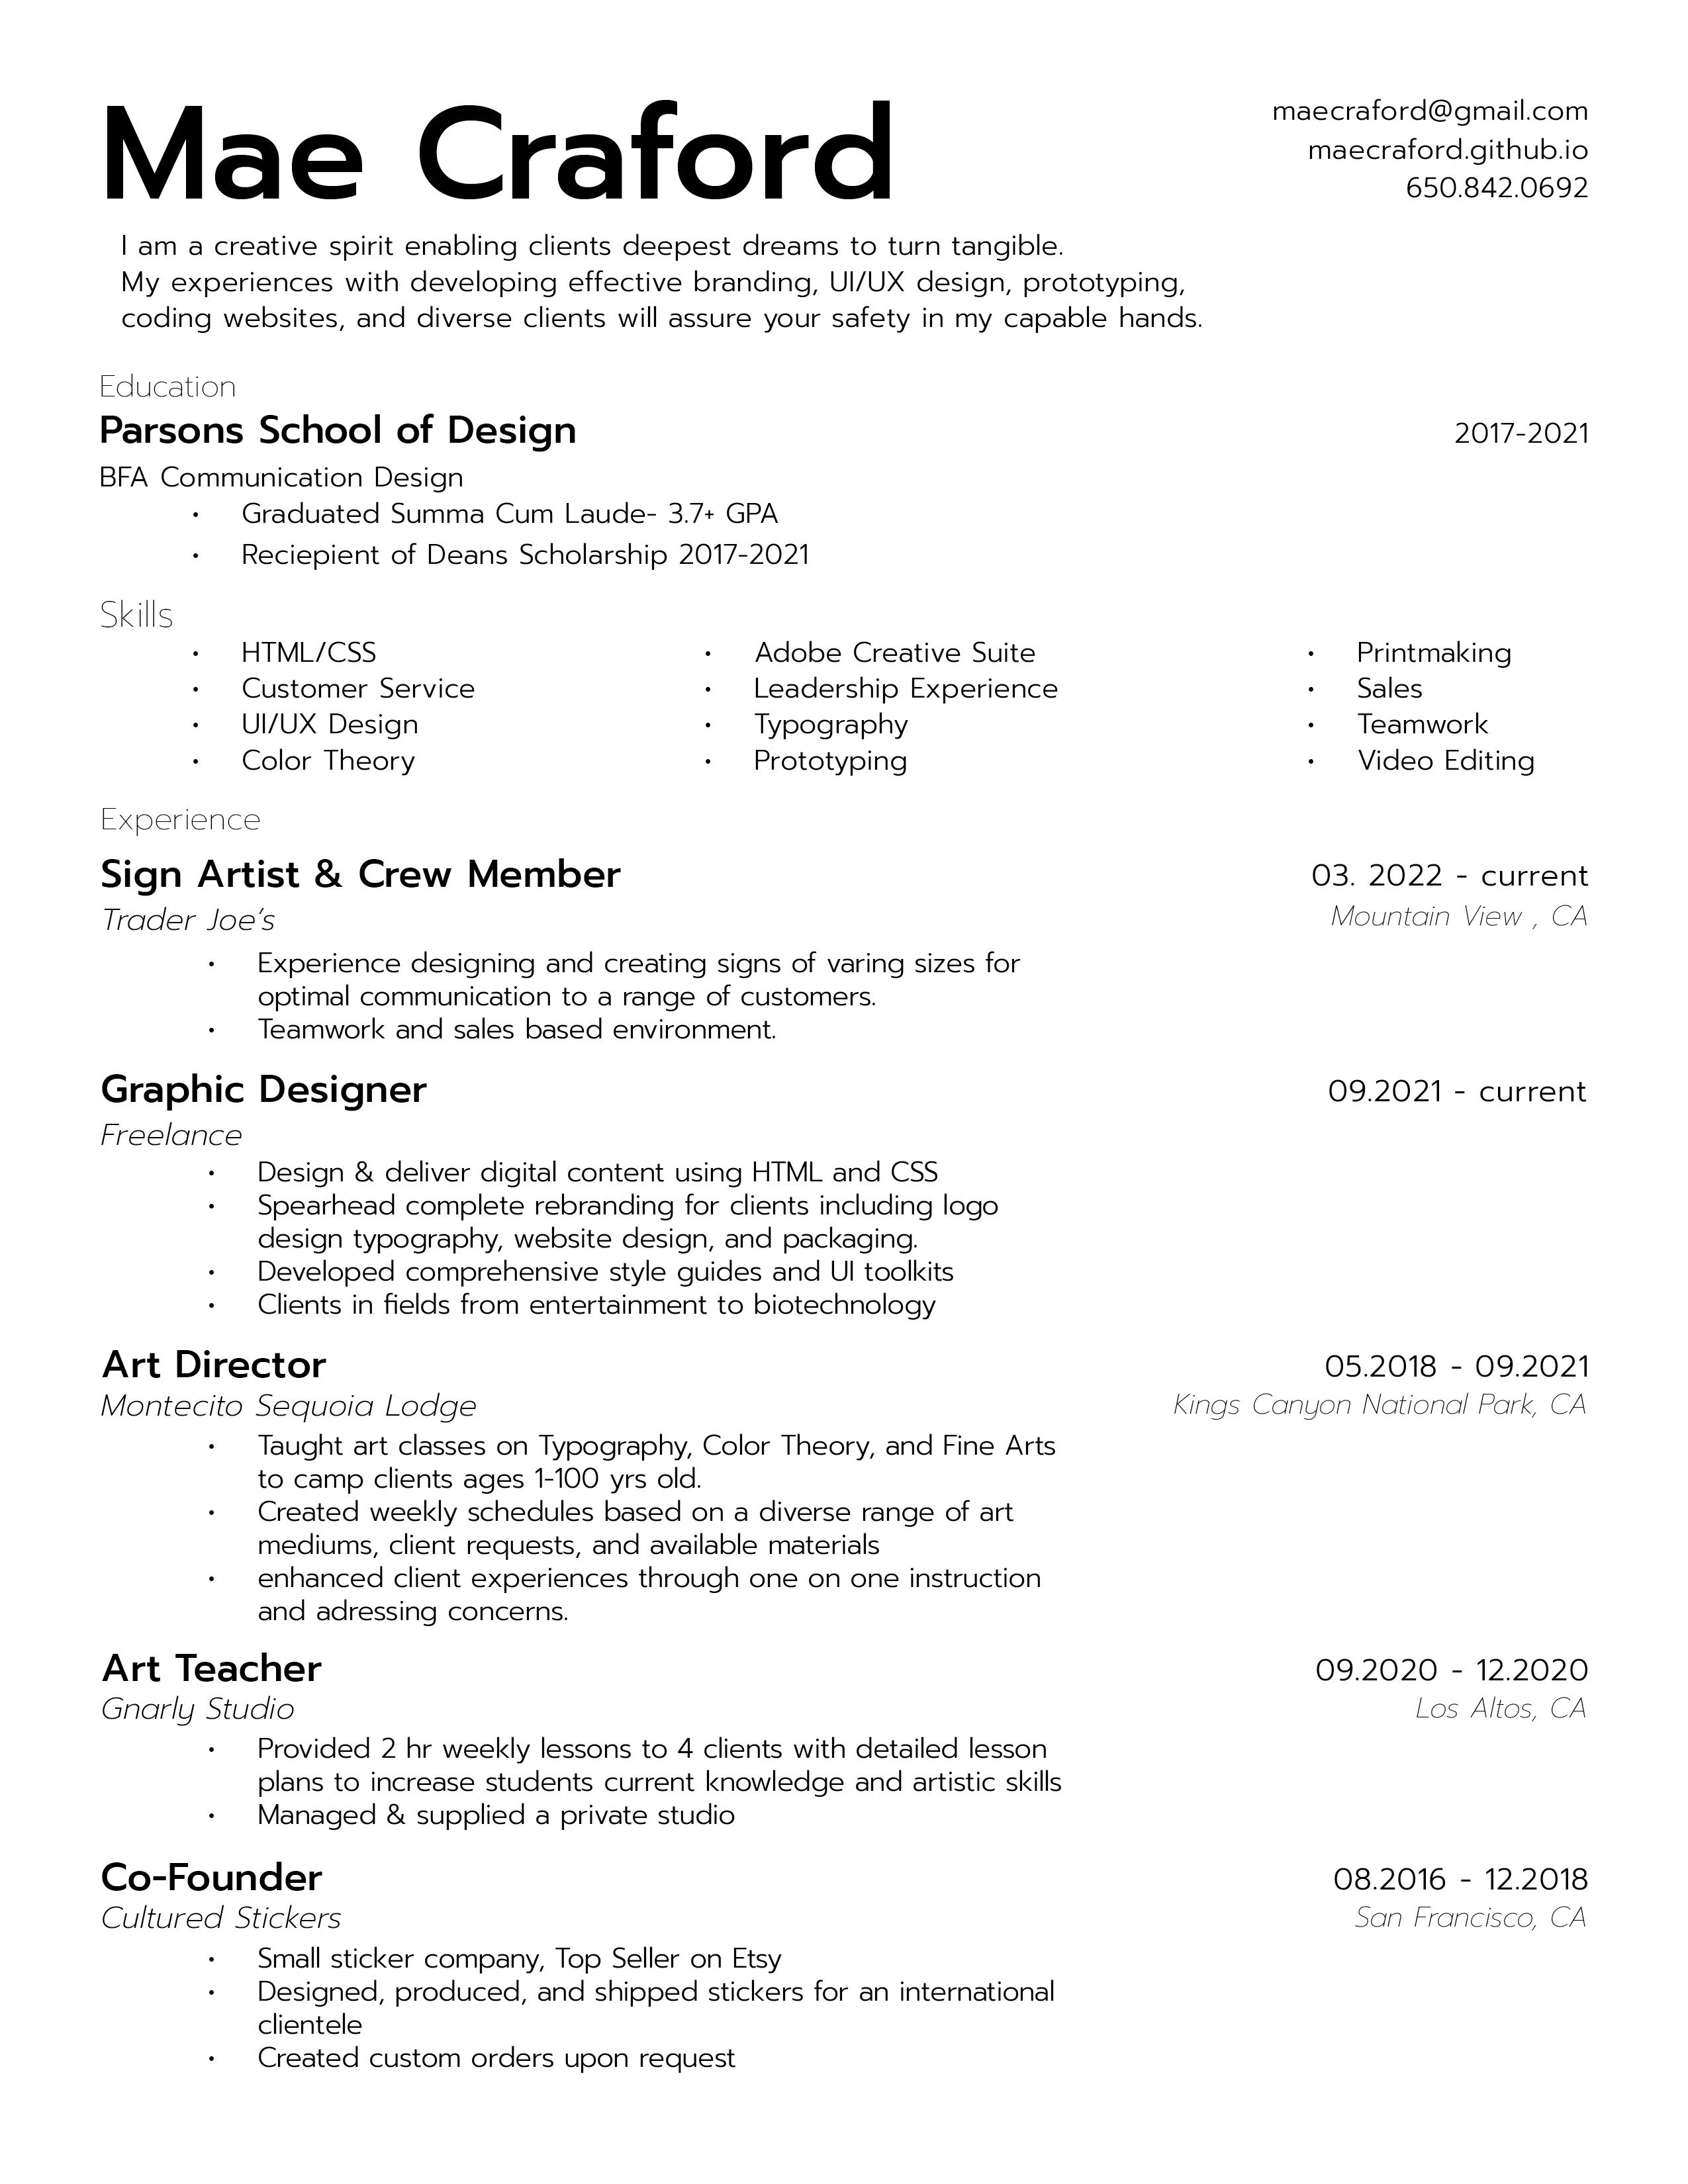 Mae Craford
maecraford@gmail.com
maecraford.github.io
650.842.0692
I am a creative spirit enabling clients deepest dreams to turn tangible.
My experiences with developing effective branding, UI/UX design, prototyping,
coding websites, and diverse clients will assure your safety in my capable hands.
Education
Parsons School of Design 2017-2021
BFA Communication Design
• Graduated Summa Cum Laude- 3.7+ GPA
• Reciepient of Deans Scholarship 2017-2021
Skills
• HTML/CSS
• Customer Service
• UI/UX Design
• Color Theory
• Adobe Creative Suite
• Leadership Experience
• Typography
• Prototyping
• Printmaking
• Sales
• Teamwork
• Video Editing
Experience
Sign Artist & Crew Member 03. 2022 - current
Trader Joe's Mountain View , CA
• Experience designing and creating signs of varing sizes for
optimal communication to a range of customers.
• Teamwork and sales based environment.
Graphic Designer 09.2021 - current
Freelance
• Design & deliver digital content using HTML and CSS
• Spearhead complete rebranding for clients including logo
design typography, website design, and packaging.
• Developed comprehensive style guides and UI toolkits
• Clients in fields from entertainment to biotechnology
Art Director 05.2018 - 09.2021
Montecito Sequoia Lodge Kings Canyon National Park, CA
• Taught art classes on Typography, Color Theory, and Fine Arts
to camp clients ages 1-100 yrs old.
• Created weekly schedules based on a diverse range of art
mediums, client requests, and available materials
• enhanced client experiences through one on one instruction
and adressing concerns.
Art Teacher 09.2020 - 12.2020
Gnarly Studio Los Altos, CA
• Provided 2 hr weekly lessons to 4 clients with detailed lesson
plans to increase students current knowledge and artistic skills
• Managed & supplied a private studio
Co-Founder 08.2016 - 12.2018
Cultured Stickers San Francisco, CA
• Small sticker company, Top Seller on Etsy
• Designed, produced, and shipped stickers for an international
clientele
• Created custom orders upon request